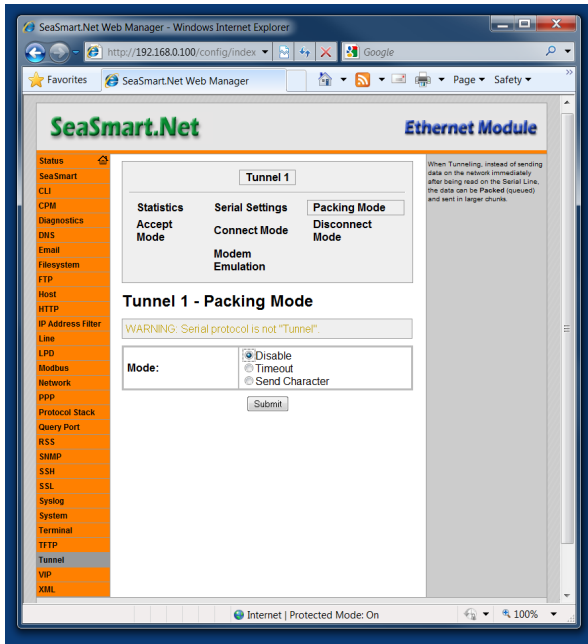 SeaSmart.Net Web Manager - Windows Internet Explorer
http://192.168.0.100/config/index
Google
Favorites
SeaSmart.Net Web Manager
Page
Safety
»
SeaSmart.Net
Ethernet Module
Status
SeaSmart
CLI
CPM
Diagnostics
DNS
Email
Filesystem
FTP
Host
HTTP
IP Address Filter
Line
LPD
Modbus
Network
PPP
Protocol Stack
Query Port
RSS
SNMP
SSH
SSL
Syslog
System
Terminal
TFTP
Tunnel
VIP
XML
Tunnel 1
Statistics
Serial Settings
Packing Mode
Accept
Mode
Connect Mode
Disconnect
Mode
Modem
Emulation
Tunnel 1 - Packing Mode
WARNING: Serial protocol is not "Tunnel".
Mode:
Disable
Timeout
Send Character
Submit
When Tunneling, instead of sending
data on the network immediately
after being read on the Serial Line,
the data can be Packed (queued)
and sent in larger chunks.
Internet | Protected Mode: On
100%